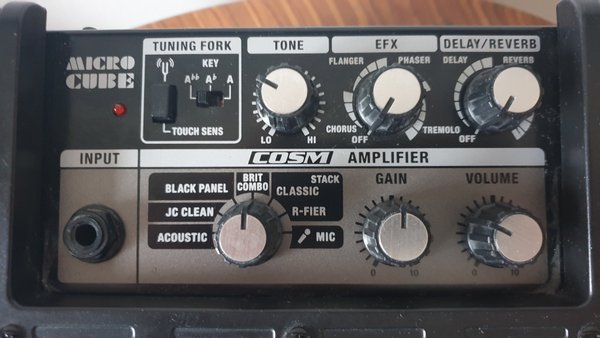 MICRO
CUBE
TUNING FORK
KEY
A♭♭ A♭ A
TOUCH SENS
TONE
LO HI
EFX
FLANGER PHASER
CHORUS TREMOLO
OFF
DELAY/REVERB
DELAY REVERB
OFF
INPUT
COSM AMPLIFIER
BLACK PANEL
BRIT
COMBO
STACK
CLASSIC
JC CLEAN
R-FIER
ACOUSTIC
MIC
GAIN
0 10
VOLUME
0 10